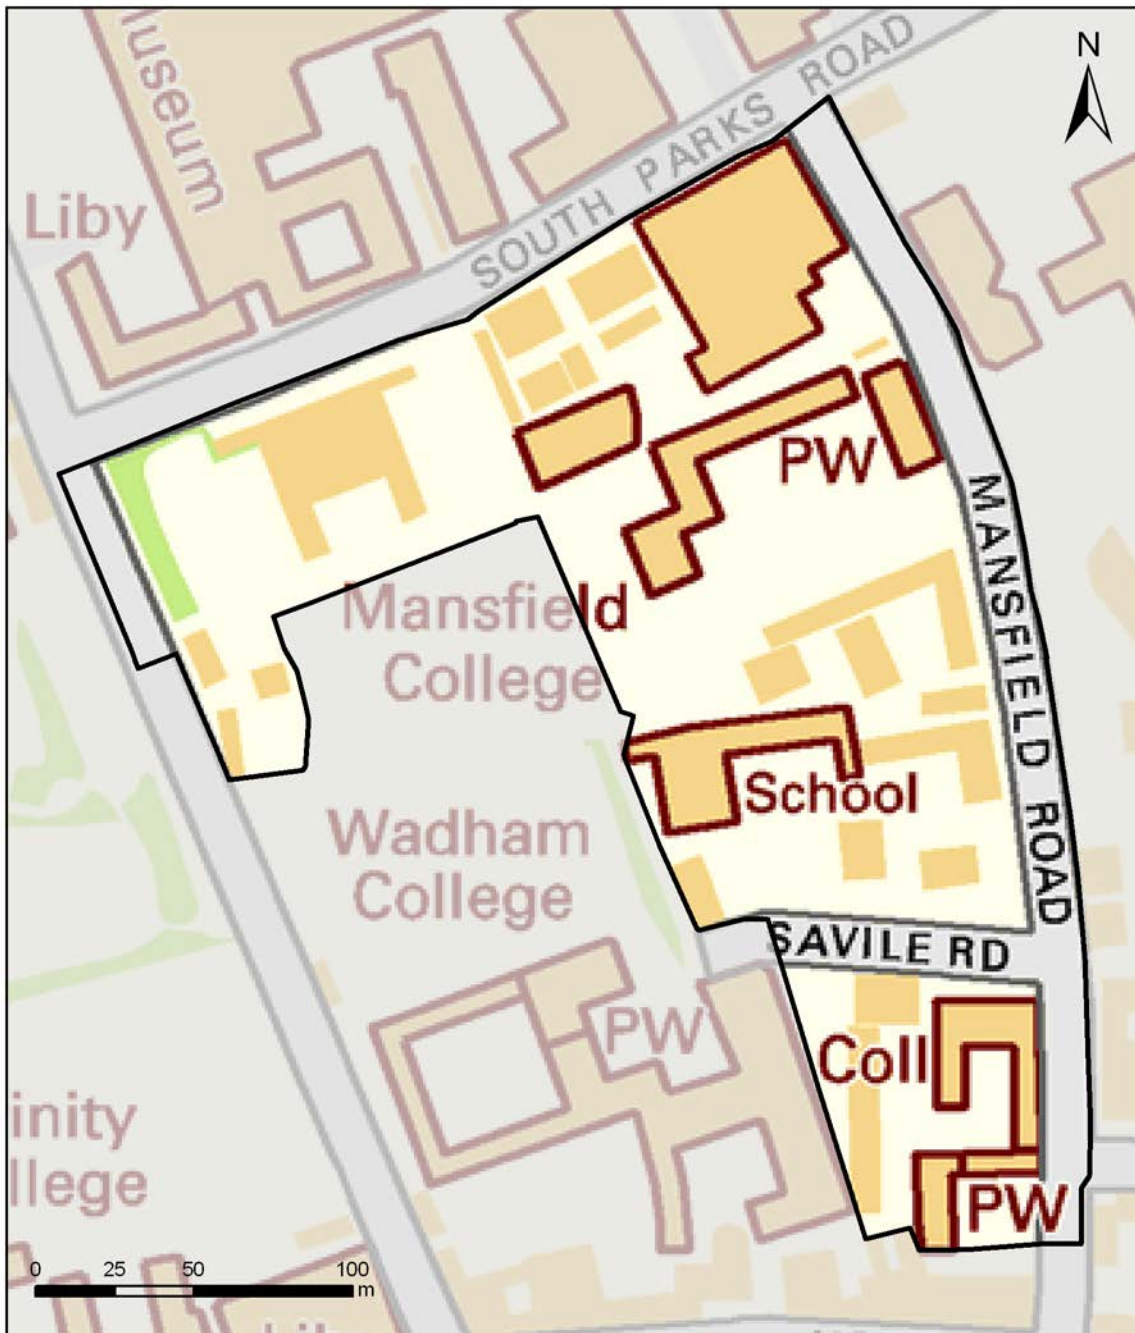 useum
Liby
SOUTH PARKS ROAD
N
PW
MANSFIELD ROAD
Mansfield
College
School
Wadham
College
SAVILE RD
PW
Coll
inity
llege
PW
0 25 50 100
m